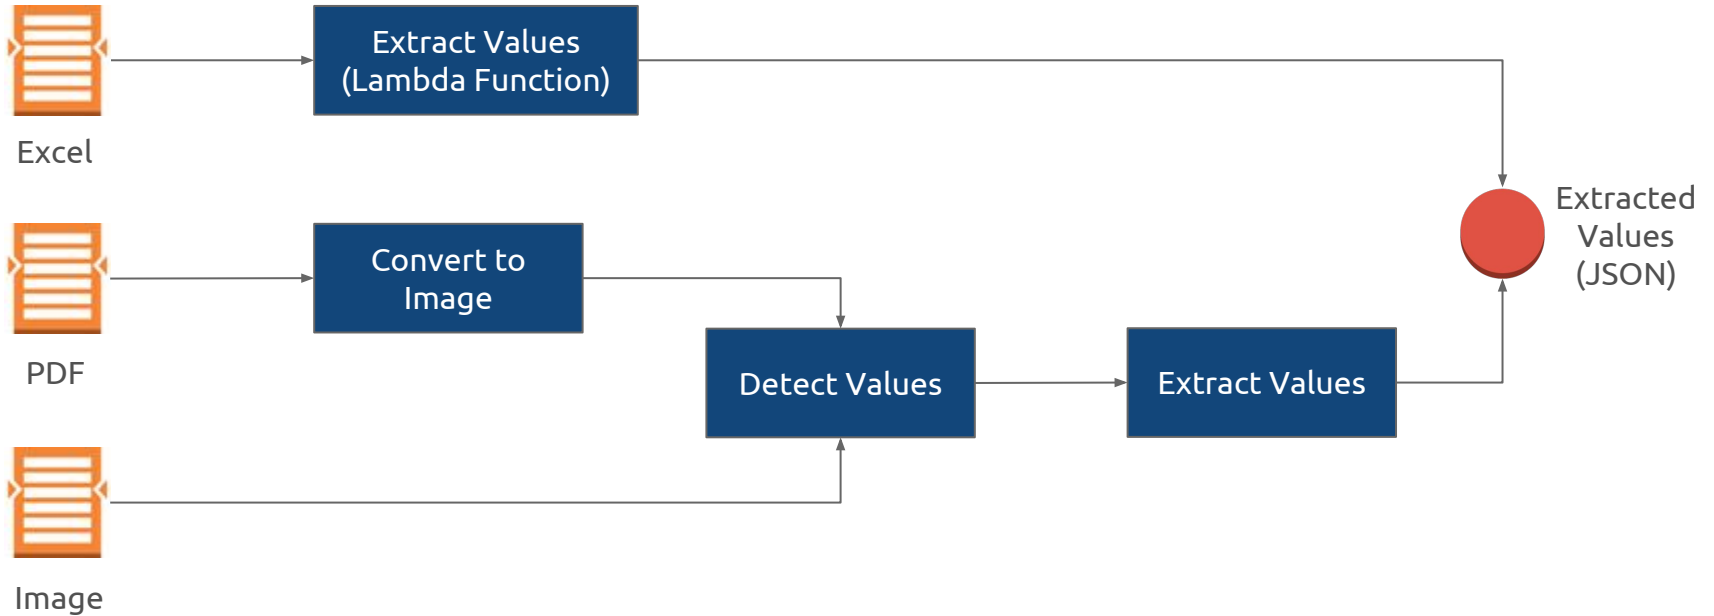 Extract Values
(Lambda Function)
Excel
Extracted
Values
(JSON)
Convert to
Image
PDF
Detect Values
Extract Values
Image